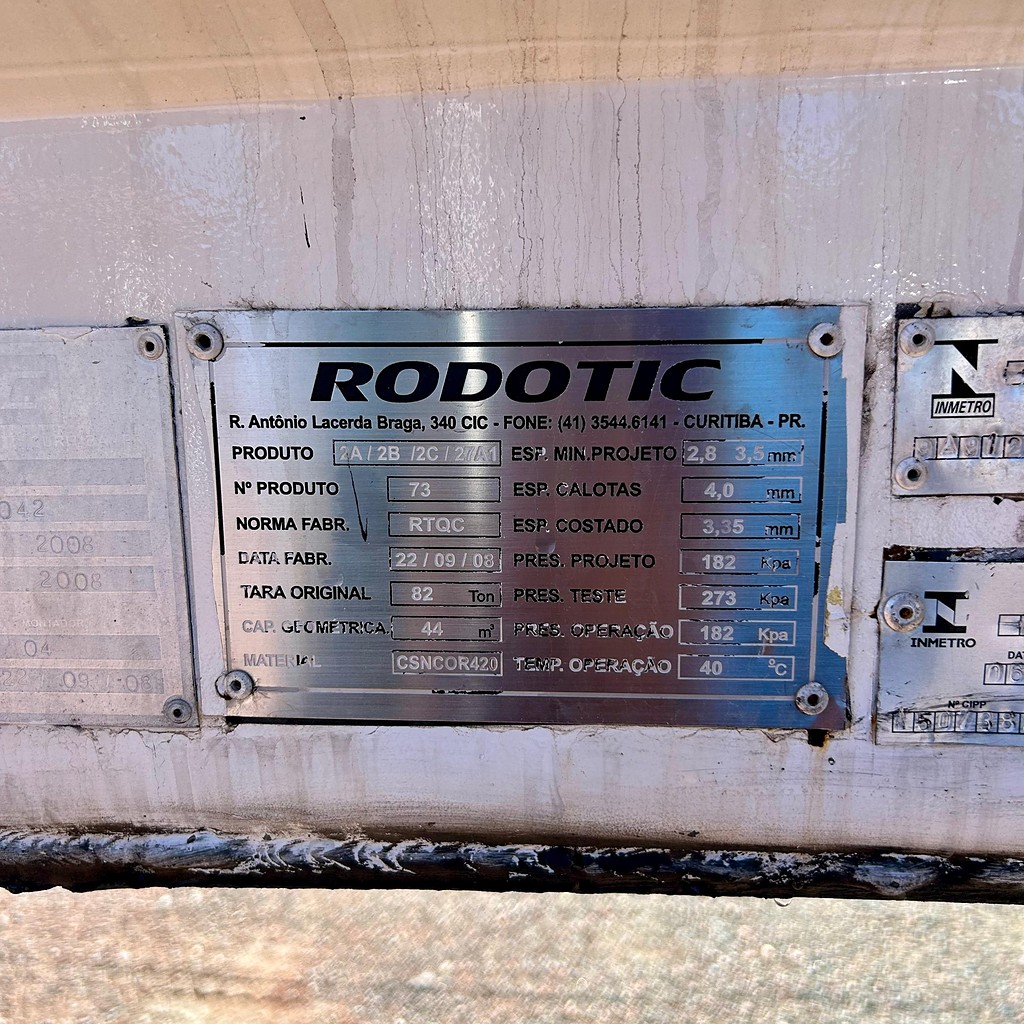 RODOTIC
R. Antônio Lacerda Braga, 340 CIC - FONE: (41) 3544.6141 - CURITIBA - PR.
PRODUTO 2A / 2B /2C / 27A1 ESP. MIN.PROJETO 2,8 3,5 mm
Nº PRODUTO 73 ESP. CALOTAS 4,0 mm
NORMA FABR. RTQC ESP. COSTADO 3,35 mm
DATA FABR. 22 / 09 / 08 PRES. PROJETO 182 Kpa
TARA ORIGINAL 82 Ton PRES. TESTE 273 Kpa
CAP. GEOMÉTRICA. 44 m³ PRES. OPERAÇÃO 182 Kpa
MATERIAL CSNCOR420 TEMP. OPERAÇÃO 40 °C
042
2008
2008
04
INMETRO
INMETRO
Nº CIPP